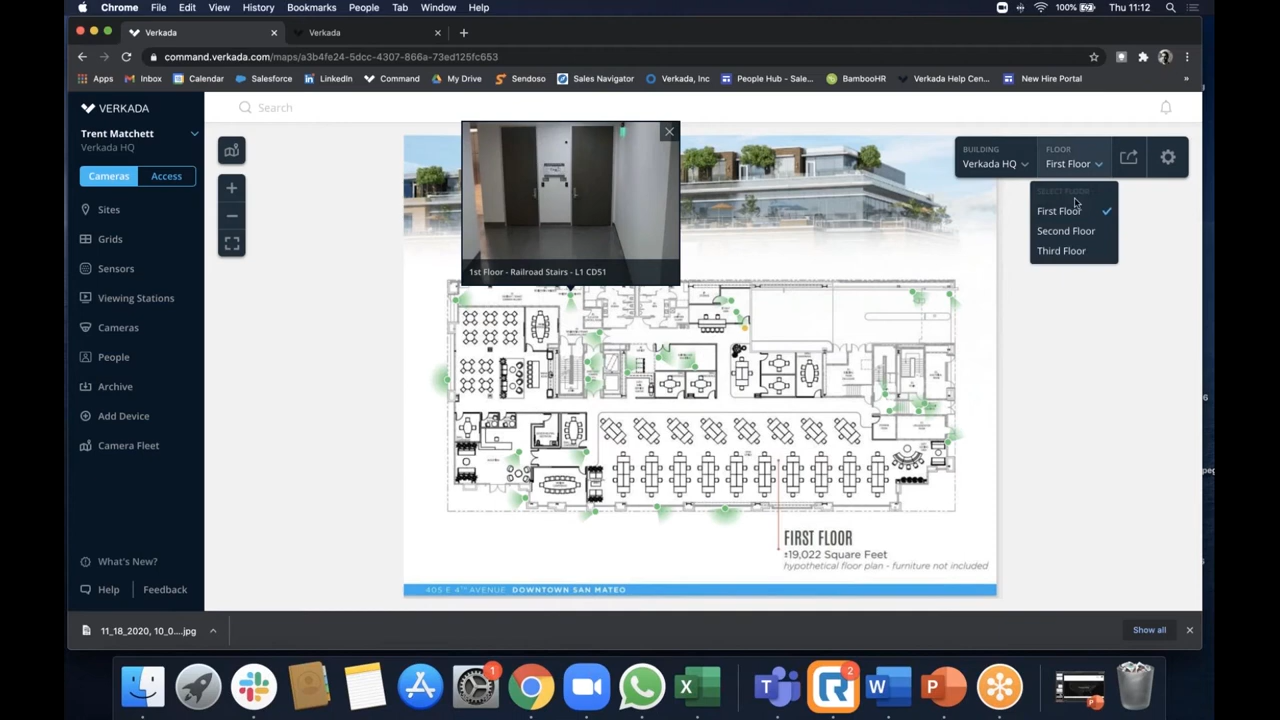 Chrome File Edit View History Bookmarks People Tab Window Help
100% Thu 11:12
Verkada
Verkada
command.verkada.com/maps/a3b4fe24-5dcc-4307-866a-73ed125fc653
Apps Inbox Calendar Salesforce LinkedIn Command My Drive Sendoso Sales Navigator Verkada, Inc People Hub - Sale... BambooHR Verkada Help Cen... New Hire Portal »
VERKADA
Search
Trent Matchett
Verkada HQ
Cameras Access
Sites
Grids
Sensors
Viewing Stations
Cameras
People
Archive
Add Device
Camera Fleet
What's New?
Help Feedback
BUILDING
Verkada HQ
FLOOR
First Floor
SELECT FLOOR
First Floor
Second Floor
Third Floor
1st Floor - Railroad Stairs - L1 CD51
FIRST FLOOR
±19,022 Square Feet
hypothetical floor plan - furniture not included
405 E 4TH AVENUE DOWNTOWN SAN MATEO
11_18_2020, 10_0....jpg
Show all
1
2